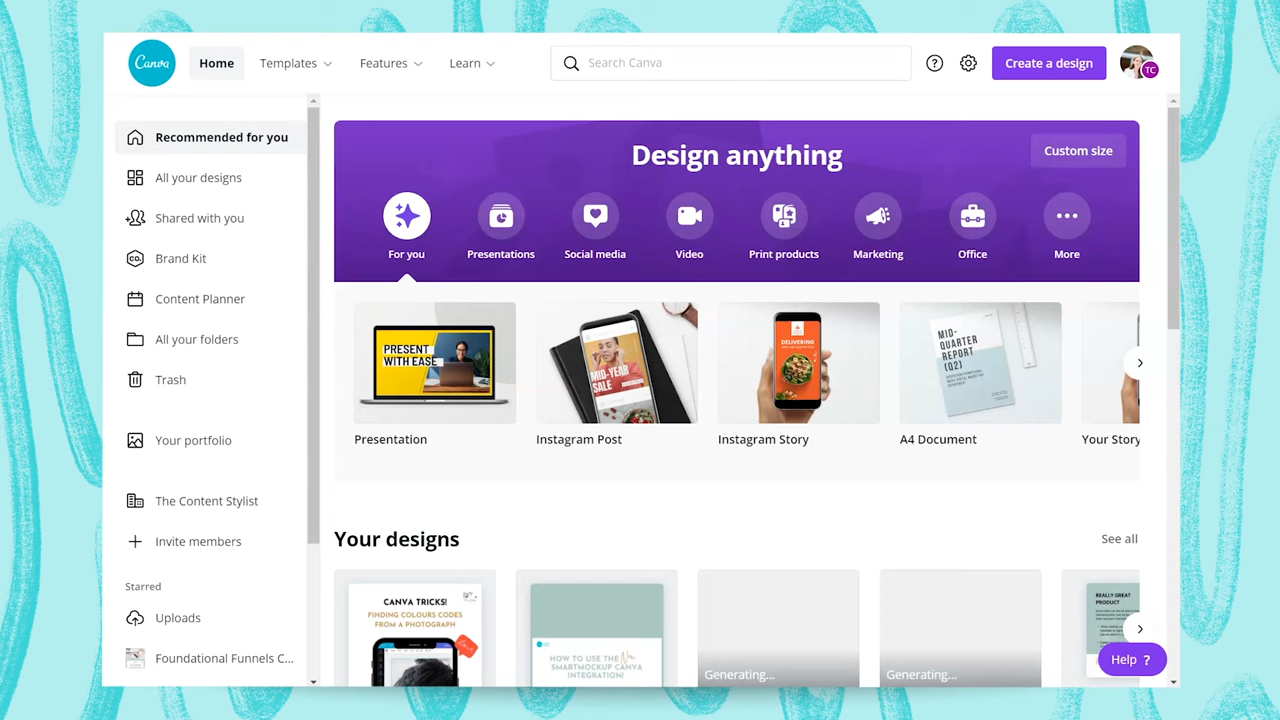 Canva
Home
Templates
Features
Learn
Search Canva
?
Create a design
TC
Recommended for you
All your designs
Shared with you
Brand Kit
CO.
Content Planner
All your folders
Trash
Your portfolio
The Content Stylist
Invite members
Starred
Uploads
Foundational Funnels C...
Design anything
Custom size
For you
Presentations
Social media
Video
Print products
Marketing
Office
More
PRESENT
WITH EASE
MID-YEAR
SALE
DELIVERING
MID-
QUARTER
REPORT
(Q2)
Presentation
Instagram Post
Instagram Story
A4 Document
Your Story
Your designs
See all
CANVA TRICKS!
FINDING COLOURS CODES
FROM A PHOTOGRAPH
HOW TO USE THE New
SMARTMOCKUP CANVA
INTEGRATION!
Generating...
Generating...
REALLY GREAT
PRODUCT
Help ?